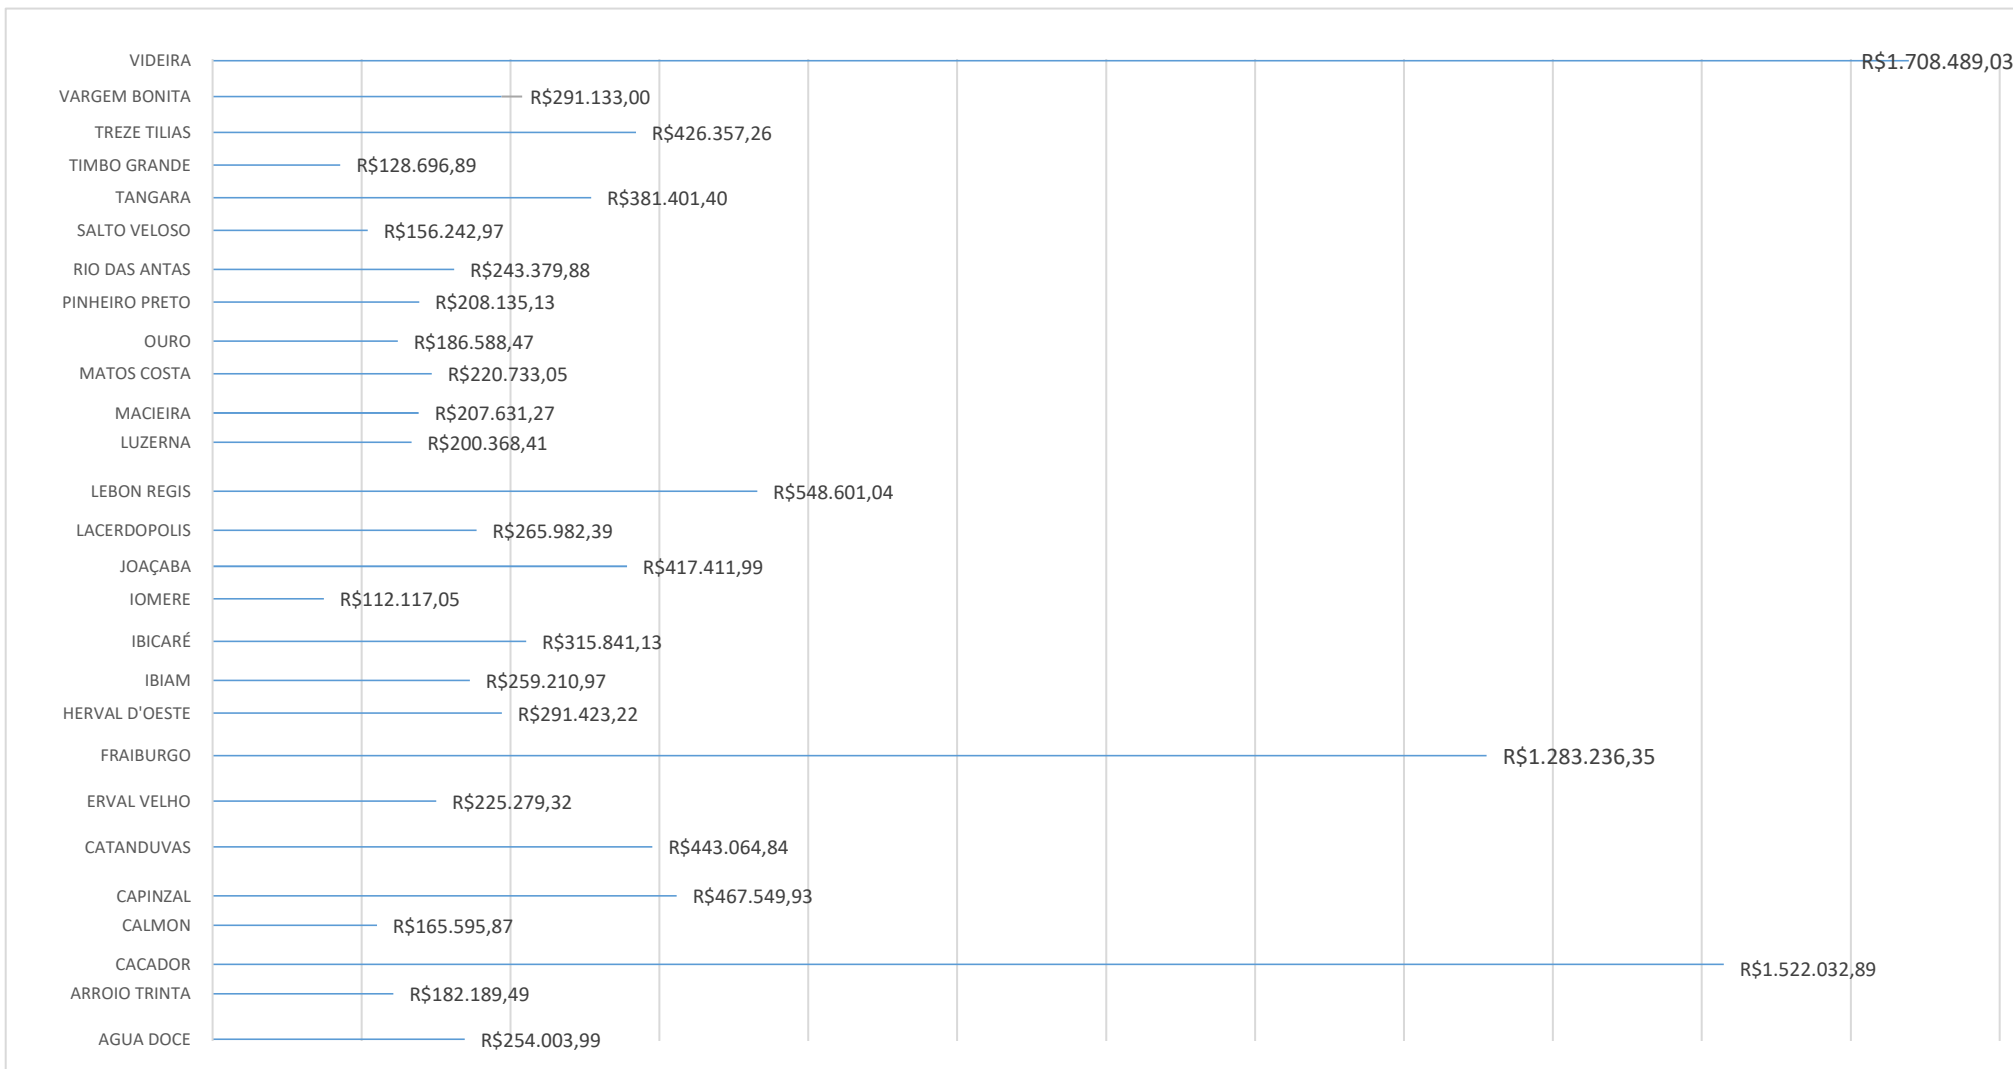 VIDEIRA R$1.708.489,03
VARGEM BONITA R$291.133,00
TREZE TILIAS R$426.357,26
TIMBO GRANDE R$128.696,89
TANGARA R$381.401,40
SALTO VELOSO R$156.242,97
RIO DAS ANTAS R$243.379,88
PINHEIRO PRETO R$208.135,13
OURO R$186.588,47
MATOS COSTA R$220.733,05
MACIEIRA R$207.631,27
LUZERNA R$200.368,41
LEBON REGIS R$548.601,04
LACERDOPOLIS R$265.982,39
JOAÇABA R$417.411,99
IOMERE R$112.117,05
IBICARÉ R$315.841,13
IBIAM R$259.210,97
HERVAL D'OESTE R$291.423,22
FRAIBURGO R$1.283.236,35
ERVAL VELHO R$225.279,32
CATANDUVAS R$443.064,84
CAPINZAL R$467.549,93
CALMON R$165.595,87
CACADOR R$1.522.032,89
ARROIO TRINTA R$182.189,49
AGUA DOCE R$254.003,99